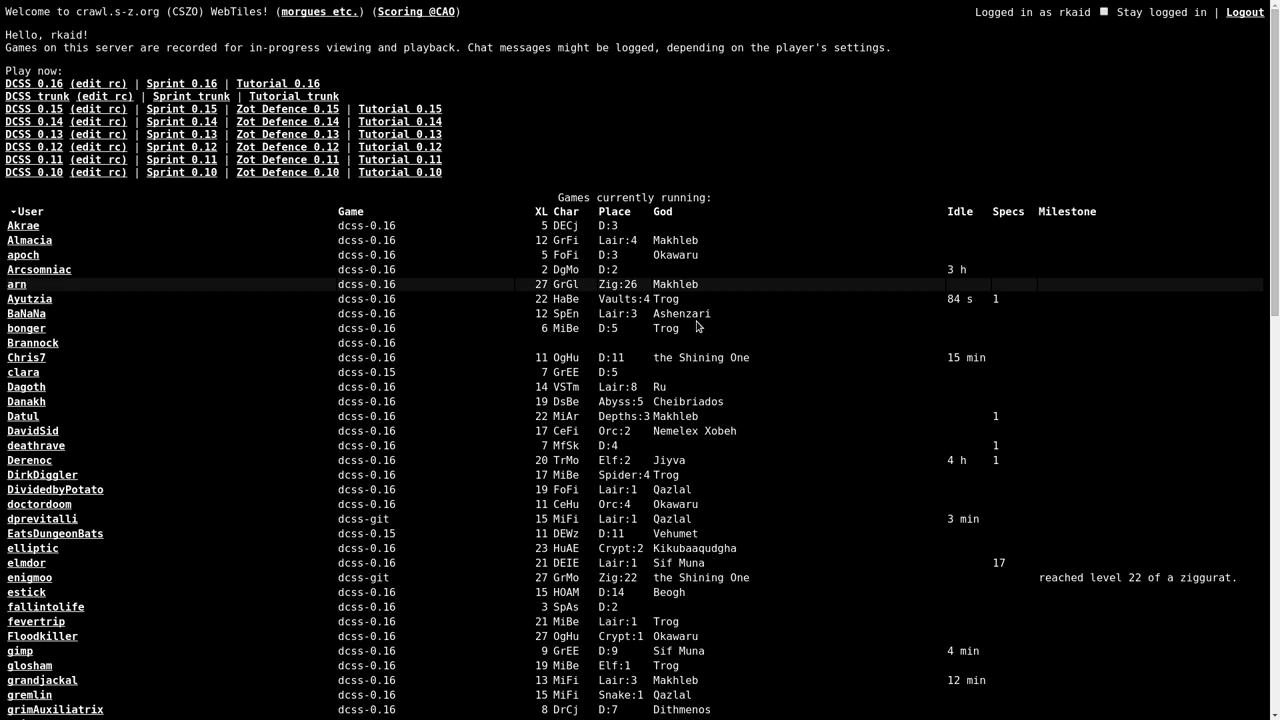 Welcome to crawl.s-z.org (CSZO) WebTiles! (morgues etc.) (Scoring @CAO) Logged in as rkaid Stay logged in | Logout
Hello, rkaid!
Games on this server are recorded for in-progress viewing and playback. Chat messages might be logged, depending on the player's settings.
Play now:
DCSS 0.16 (edit rc) | Sprint 0.16 | Tutorial 0.16
DCSS trunk (edit rc) | Sprint trunk | Tutorial trunk
DCSS 0.15 (edit rc) | Sprint 0.15 | Zot Defence 0.15 | Tutorial 0.15
DCSS 0.14 (edit rc) | Sprint 0.14 | Zot Defence 0.14 | Tutorial 0.14
DCSS 0.13 (edit rc) | Sprint 0.13 | Zot Defence 0.13 | Tutorial 0.13
DCSS 0.12 (edit rc) | Sprint 0.12 | Zot Defence 0.12 | Tutorial 0.12
DCSS 0.11 (edit rc) | Sprint 0.11 | Zot Defence 0.11 | Tutorial 0.11
DCSS 0.10 (edit rc) | Sprint 0.10 | Zot Defence 0.10 | Tutorial 0.10
Games currently running:
User Game XL Char Place God Idle Specs Milestone
Akrae dcss-0.16 5 DECj D:3
Almacia dcss-0.16 12 GrFi Lair:4 Makhleb
apoch dcss-0.16 5 FoFi D:3 Okawaru
Arcsomniac dcss-0.16 2 DgMo D:2 3 h
arn dcss-0.16 27 GrGl Zig:26 Makhleb
Ayutzia dcss-0.16 22 HaBe Vaults:4 Trog 84 s 1
BaNaNa dcss-0.16 12 SpEn Lair:3 Ashenzari
bonger dcss-0.16 6 MiBe D:5 Trog
Brannock dcss-0.16
Chris7 dcss-0.16 11 OgHu D:11 the Shining One 15 min
clara dcss-0.15 7 GrEE D:5
Dagoth dcss-0.16 14 VSTm Lair:8 Ru
Danakh dcss-0.16 19 DsBe Abyss:5 Cheibriados
Datul dcss-0.16 22 MiAr Depths:3 Makhleb 1
DavidSid dcss-0.16 17 CeFi Orc:2 Nemelex Xobeh
deathrave dcss-0.16 7 MfSk D:4 1
Derenoc dcss-0.16 20 TrMo Elf:2 Jiyva 4 h 1
DirkDiggler dcss-0.16 17 MiBe Spider:4 Trog
DividedbyPotato dcss-0.16 19 FoFi Lair:1 Qazlal
doctordoom dcss-0.16 11 CeHu Orc:4 Okawaru
dprevitalli dcss-git 15 MiFi Lair:1 Qazlal 3 min
EatsDungeonBats dcss-0.15 11 DEWz D:11 Vehumet
elliptic dcss-0.16 23 HuAE Crypt:2 Kikubaaqudgha
elmdor dcss-0.16 21 DEIE Lair:1 Sif Muna 17
enigmoo dcss-git 27 GrMo Zig:22 the Shining One reached level 22 of a ziggurat.
estick dcss-0.16 15 HOAM D:14 Beogh
fallintolife dcss-0.16 3 SpAs D:2
fevertrip dcss-0.16 21 MiBe Lair:1 Trog
Floodkiller dcss-0.16 27 OgHu Crypt:1 Okawaru
gimp dcss-0.16 9 GrEE D:9 Sif Muna 4 min
glosham dcss-0.16 19 MiBe Elf:1 Trog
grandjackal dcss-0.16 13 MiFi Lair:3 Makhleb 12 min
gremlin dcss-0.16 15 MiFi Snake:1 Qazlal
grimAuxiliatrix dcss-0.16 8 DrCj D:7 Dithmenos